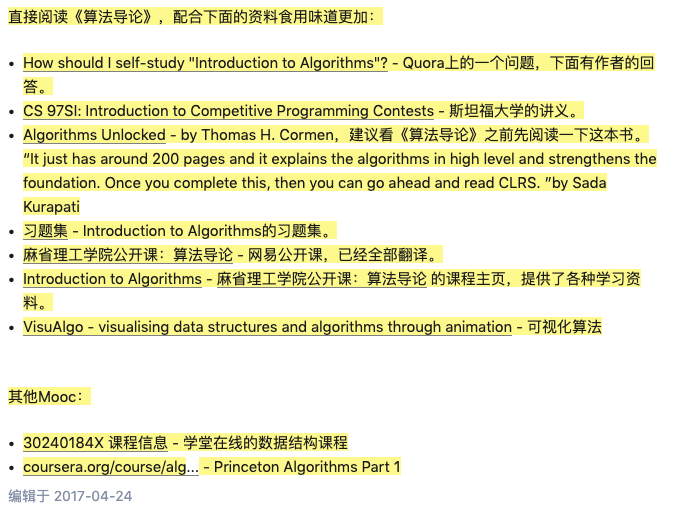 直接阅读《算法导论》，配合下面的资料食用味道更加：
• How should I self-study "Introduction to Algorithms"? - Quora上的一个问题，下面有作者的回
答。
• CS 97SI: Introduction to Competitive Programming Contests - 斯坦福大学的讲义。
• Algorithms Unlocked - by Thomas H. Cormen，建议看《算法导论》之前先阅读一下这本书。
“It just has around 200 pages and it explains the algorithms in high level and strengthens the
foundation. Once you complete this, then you can go ahead and read CLRS. ”by Sada
Kurapati
• 习题集 - Introduction to Algorithms的习题集。
• 麻省理工学院公开课：算法导论 - 网易公开课，已经全部翻译。
• Introduction to Algorithms - 麻省理工学院公开课：算法导论 的课程主页，提供了各种学习资
料。
• VisuAlgo - visualising data structures and algorithms through animation - 可视化算法
其他Mooc：
• 30240184X 课程信息 - 学堂在线的数据结构课程
• coursera.org/course/alg... - Princeton Algorithms Part 1
编辑于 2017-04-24